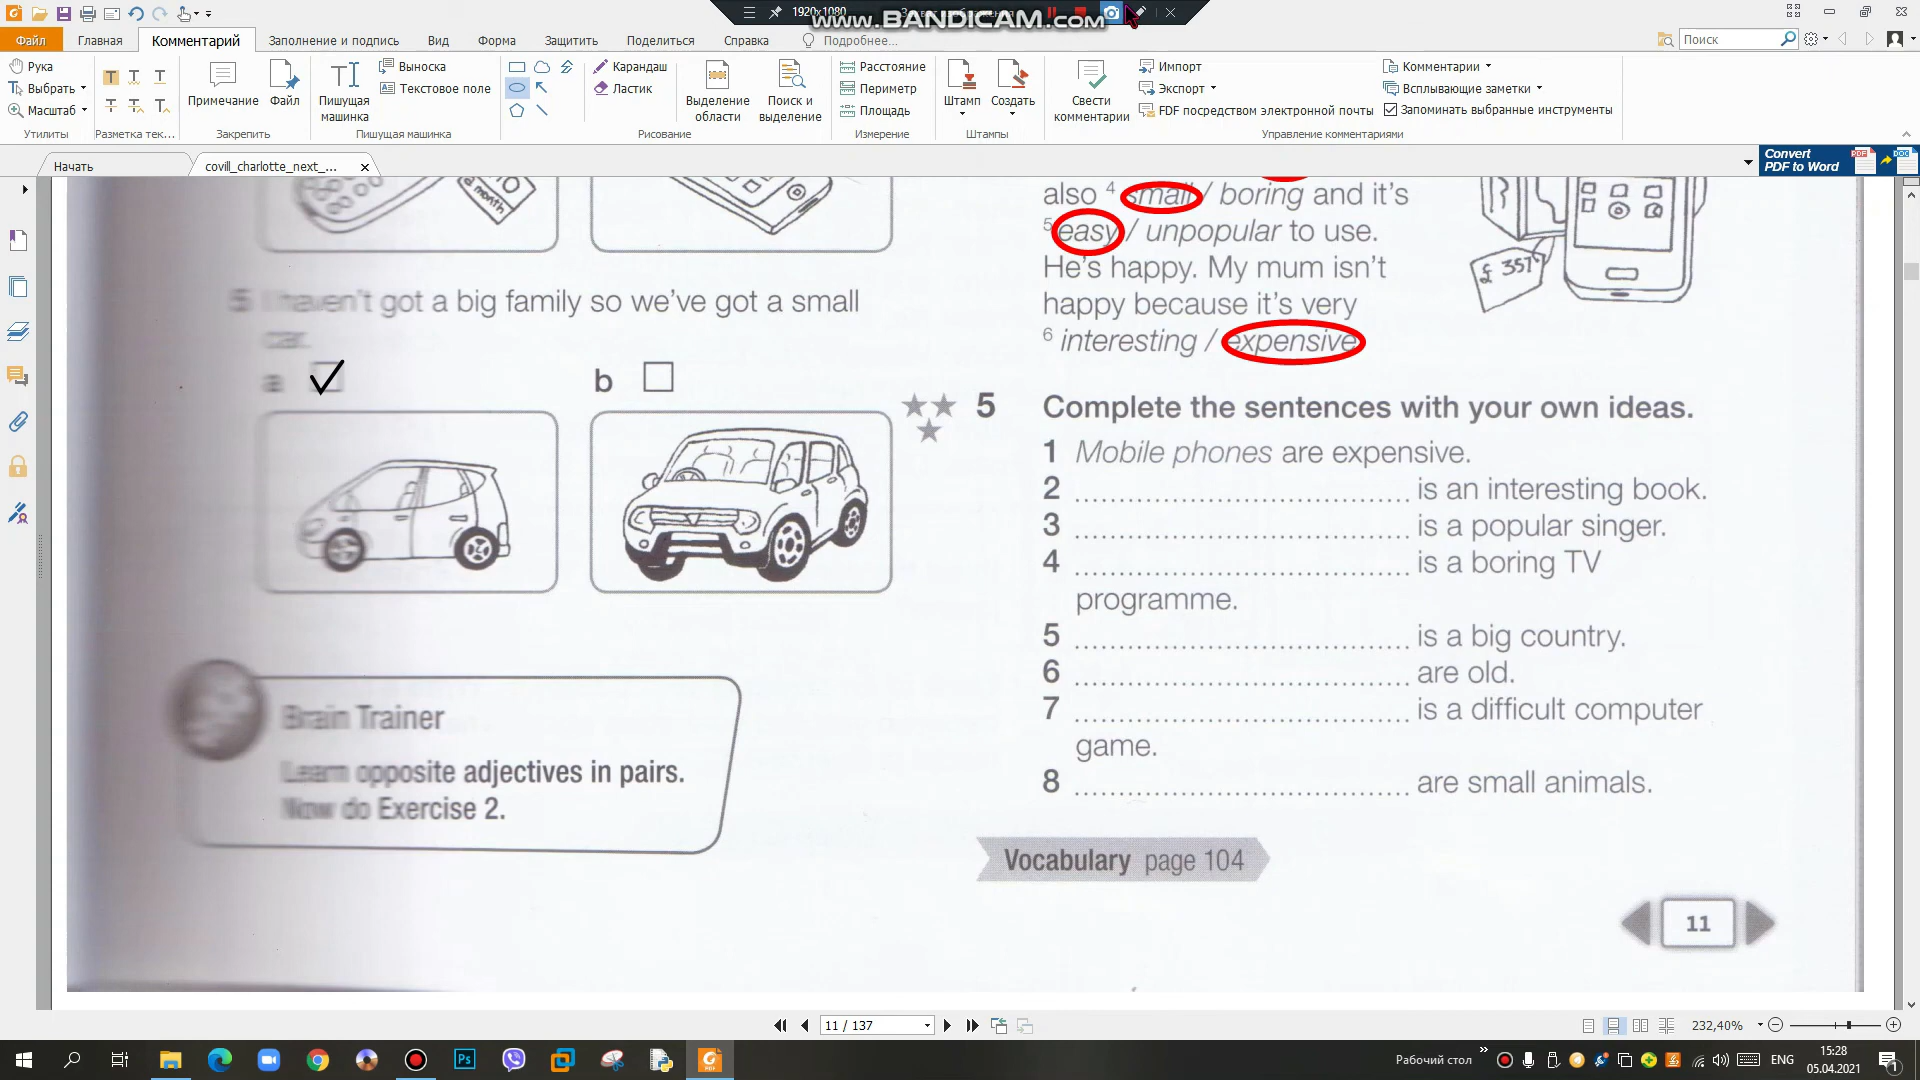 1920x1080
www.BANDICAM.com
Файл
Главная
Комментарий
Заполнение и подпись
Вид
Форма
Защитить
Поделиться
Справка
Подробнее...
Поиск
Рука
Выбрать
Масштаб
Утилиты
Разметка тек...
Примечание
Файл
Закрепить
Пишущая машинка
Выноска
Текстовое поле
Пишущая машинка
Карандаш
Ластик
Рисование
Выделение области
Поиск и выделение
Расстояние
Периметр
Площадь
Измерение
Штамп
Создать
Штампы
Свести комментарии
Импорт
Экспорт
FDF посредством электронной почты
Комментарии
Всплывающие заметки
Запоминать выбранные инструменты
Управление комментариями
Начать
covill_charlotte_next_...
Convert
PDF to Word
a month
5 I haven't got a big family so we've got a small
car.
a
b
Brain Trainer
Learn opposite adjectives in pairs.
Now do Exercise 2.
also 4 small / boring and it's
5 easy / unpopular to use.
He's happy. My mum isn't
happy because it's very
6 interesting / expensive
£ 357
5 Complete the sentences with your own ideas.
1 Mobile phones are expensive.
2 .................................... is an interesting book.
3 .................................... is a popular singer.
4 .................................... is a boring TV
programme.
5 .................................... is a big country.
6 .................................... are old.
7 .................................... is a difficult computer
game.
8 .................................... are small animals.
Vocabulary page 104
11
11 / 137
232,40%
Рабочий стол
ENG
15:28
05.04.2021